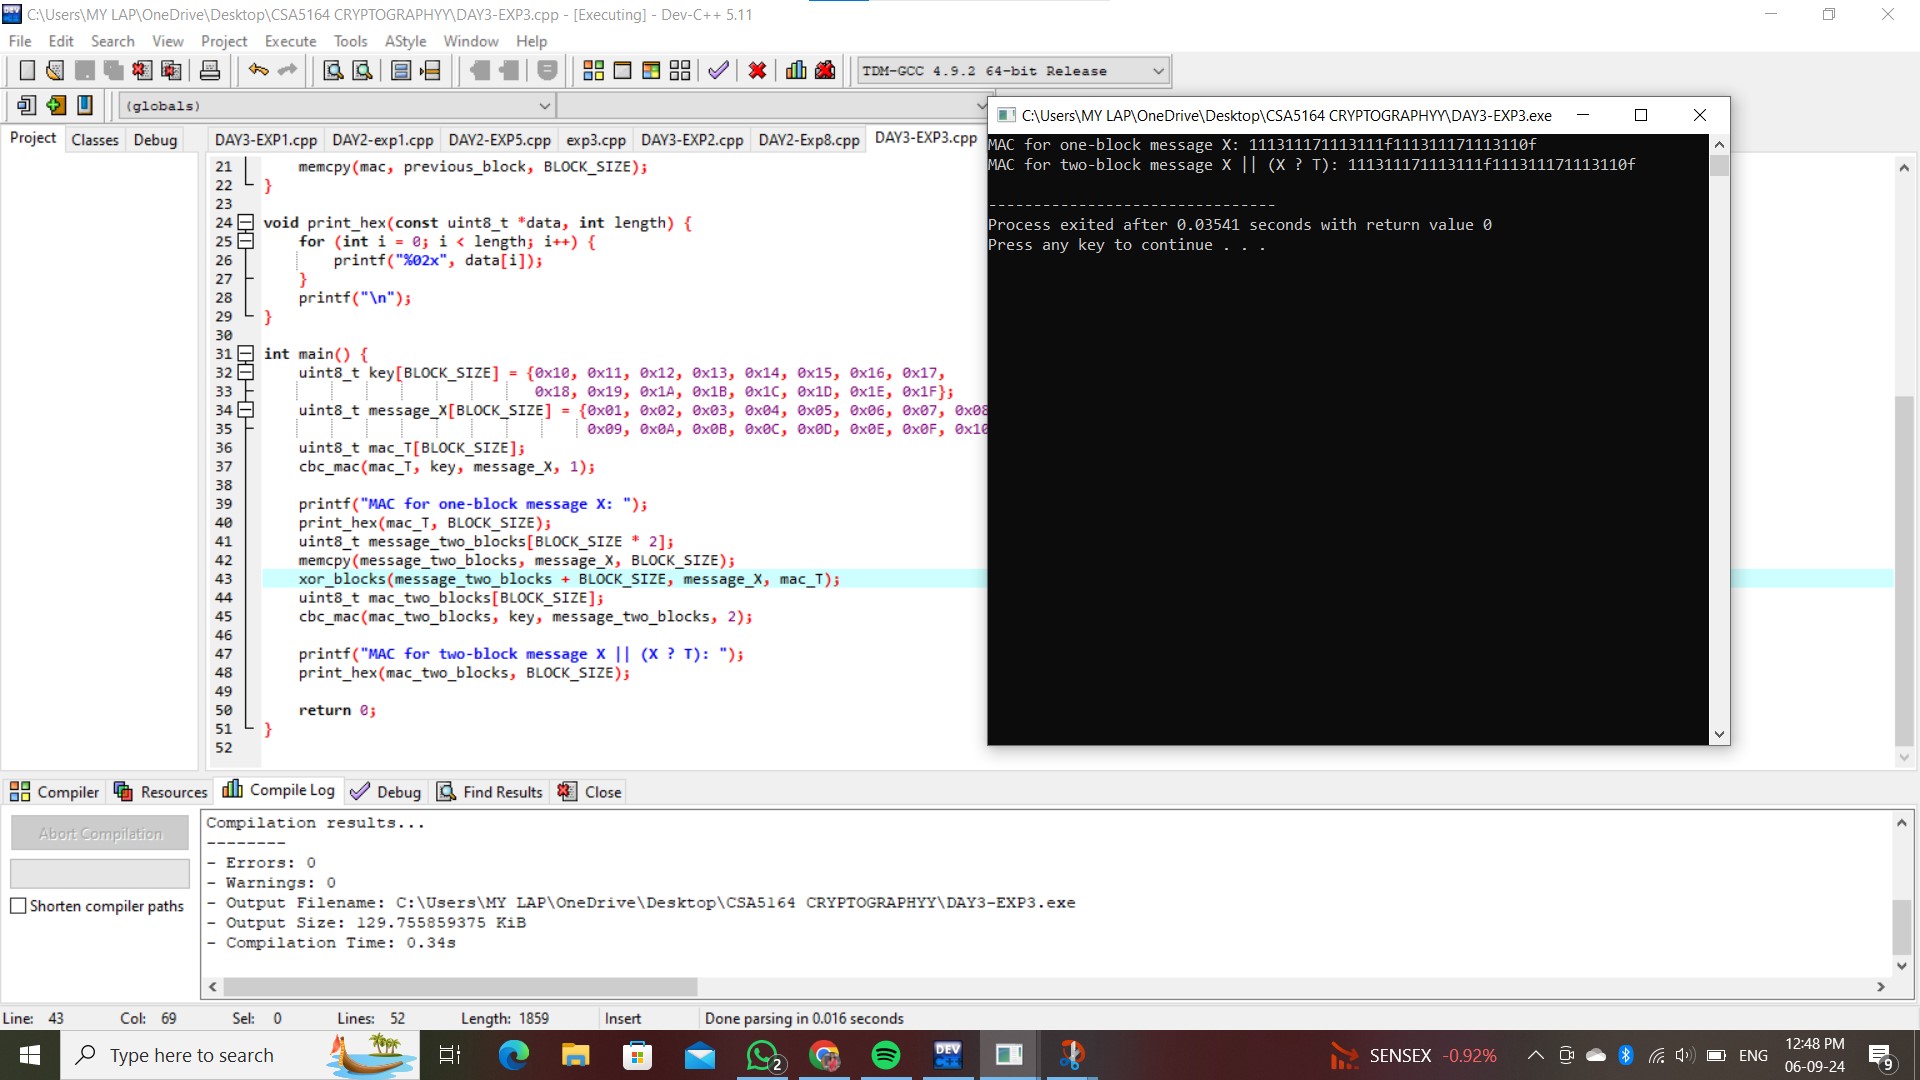 C:\Users\MY LAP\OneDrive\Desktop\CSA5164 CRYPTOGRAPHYY\DAY3-EXP3.cpp - [Executing] - Dev-C++ 5.11
File Edit Search View Project Execute Tools AStyle Window Help
TDM-GCC 4.9.2 64-bit Release
(globals)
Project Classes Debug
DAY3-EXP1.cpp DAY2-exp1.cpp DAY2-EXP5.cpp exp3.cpp DAY3-EXP2.cpp DAY2-Exp8.cpp DAY3-EXP3.cpp
21 memcpy(mac, previous_block, BLOCK_SIZE);
22 }
23
24 void print_hex(const uint8_t *data, int length) {
25 for (int i = 0; i < length; i++) {
26 printf("%02x", data[i]);
27 }
28 printf("\n");
29 }
30
31 int main() {
32 uint8_t key[BLOCK_SIZE] = {0x10, 0x11, 0x12, 0x13, 0x14, 0x15, 0x16, 0x17,
33 0x18, 0x19, 0x1A, 0x1B, 0x1C, 0x1D, 0x1E, 0x1F};
34 uint8_t message_X[BLOCK_SIZE] = {0x01, 0x02, 0x03, 0x04, 0x05, 0x06, 0x07, 0x08
35 0x09, 0x0A, 0x0B, 0x0C, 0x0D, 0x0E, 0x0F, 0x10
36 uint8_t mac_T[BLOCK_SIZE];
37 cbc_mac(mac_T, key, message_X, 1);
38
39 printf("MAC for one-block message X: ");
40 print_hex(mac_T, BLOCK_SIZE);
41 uint8_t message_two_blocks[BLOCK_SIZE * 2];
42 memcpy(message_two_blocks, message_X, BLOCK_SIZE);
43 xor_blocks(message_two_blocks + BLOCK_SIZE, message_X, mac_T);
44 uint8_t mac_two_blocks[BLOCK_SIZE];
45 cbc_mac(mac_two_blocks, key, message_two_blocks, 2);
46
47 printf("MAC for two-block message X || (X ? T): ");
48 print_hex(mac_two_blocks, BLOCK_SIZE);
49
50 return 0;
51 }
52
C:\Users\MY LAP\OneDrive\Desktop\CSA5164 CRYPTOGRAPHYY\DAY3-EXP3.exe
MAC for one-block message X: 111311171113111f111311171113110f
MAC for two-block message X || (X ? T): 111311171113111f111311171113110f
--------------------------------
Process exited after 0.03541 seconds with return value 0
Press any key to continue . . .
Compiler Resources Compile Log Debug Find Results Close
Abort Compilation
Shorten compiler paths
Compilation results...
--------
- Errors: 0
- Warnings: 0
- Output Filename: C:\Users\MY LAP\OneDrive\Desktop\CSA5164 CRYPTOGRAPHYY\DAY3-EXP3.exe
- Output Size: 129.755859375 KiB
- Compilation Time: 0.34s
Line: 43 Col: 69 Sel: 0 Lines: 52 Length: 1859 Insert Done parsing in 0.016 seconds
Type here to search
2
DEV C++
SENSEX -0.92%
ENG
12:48 PM
06-09-24
9